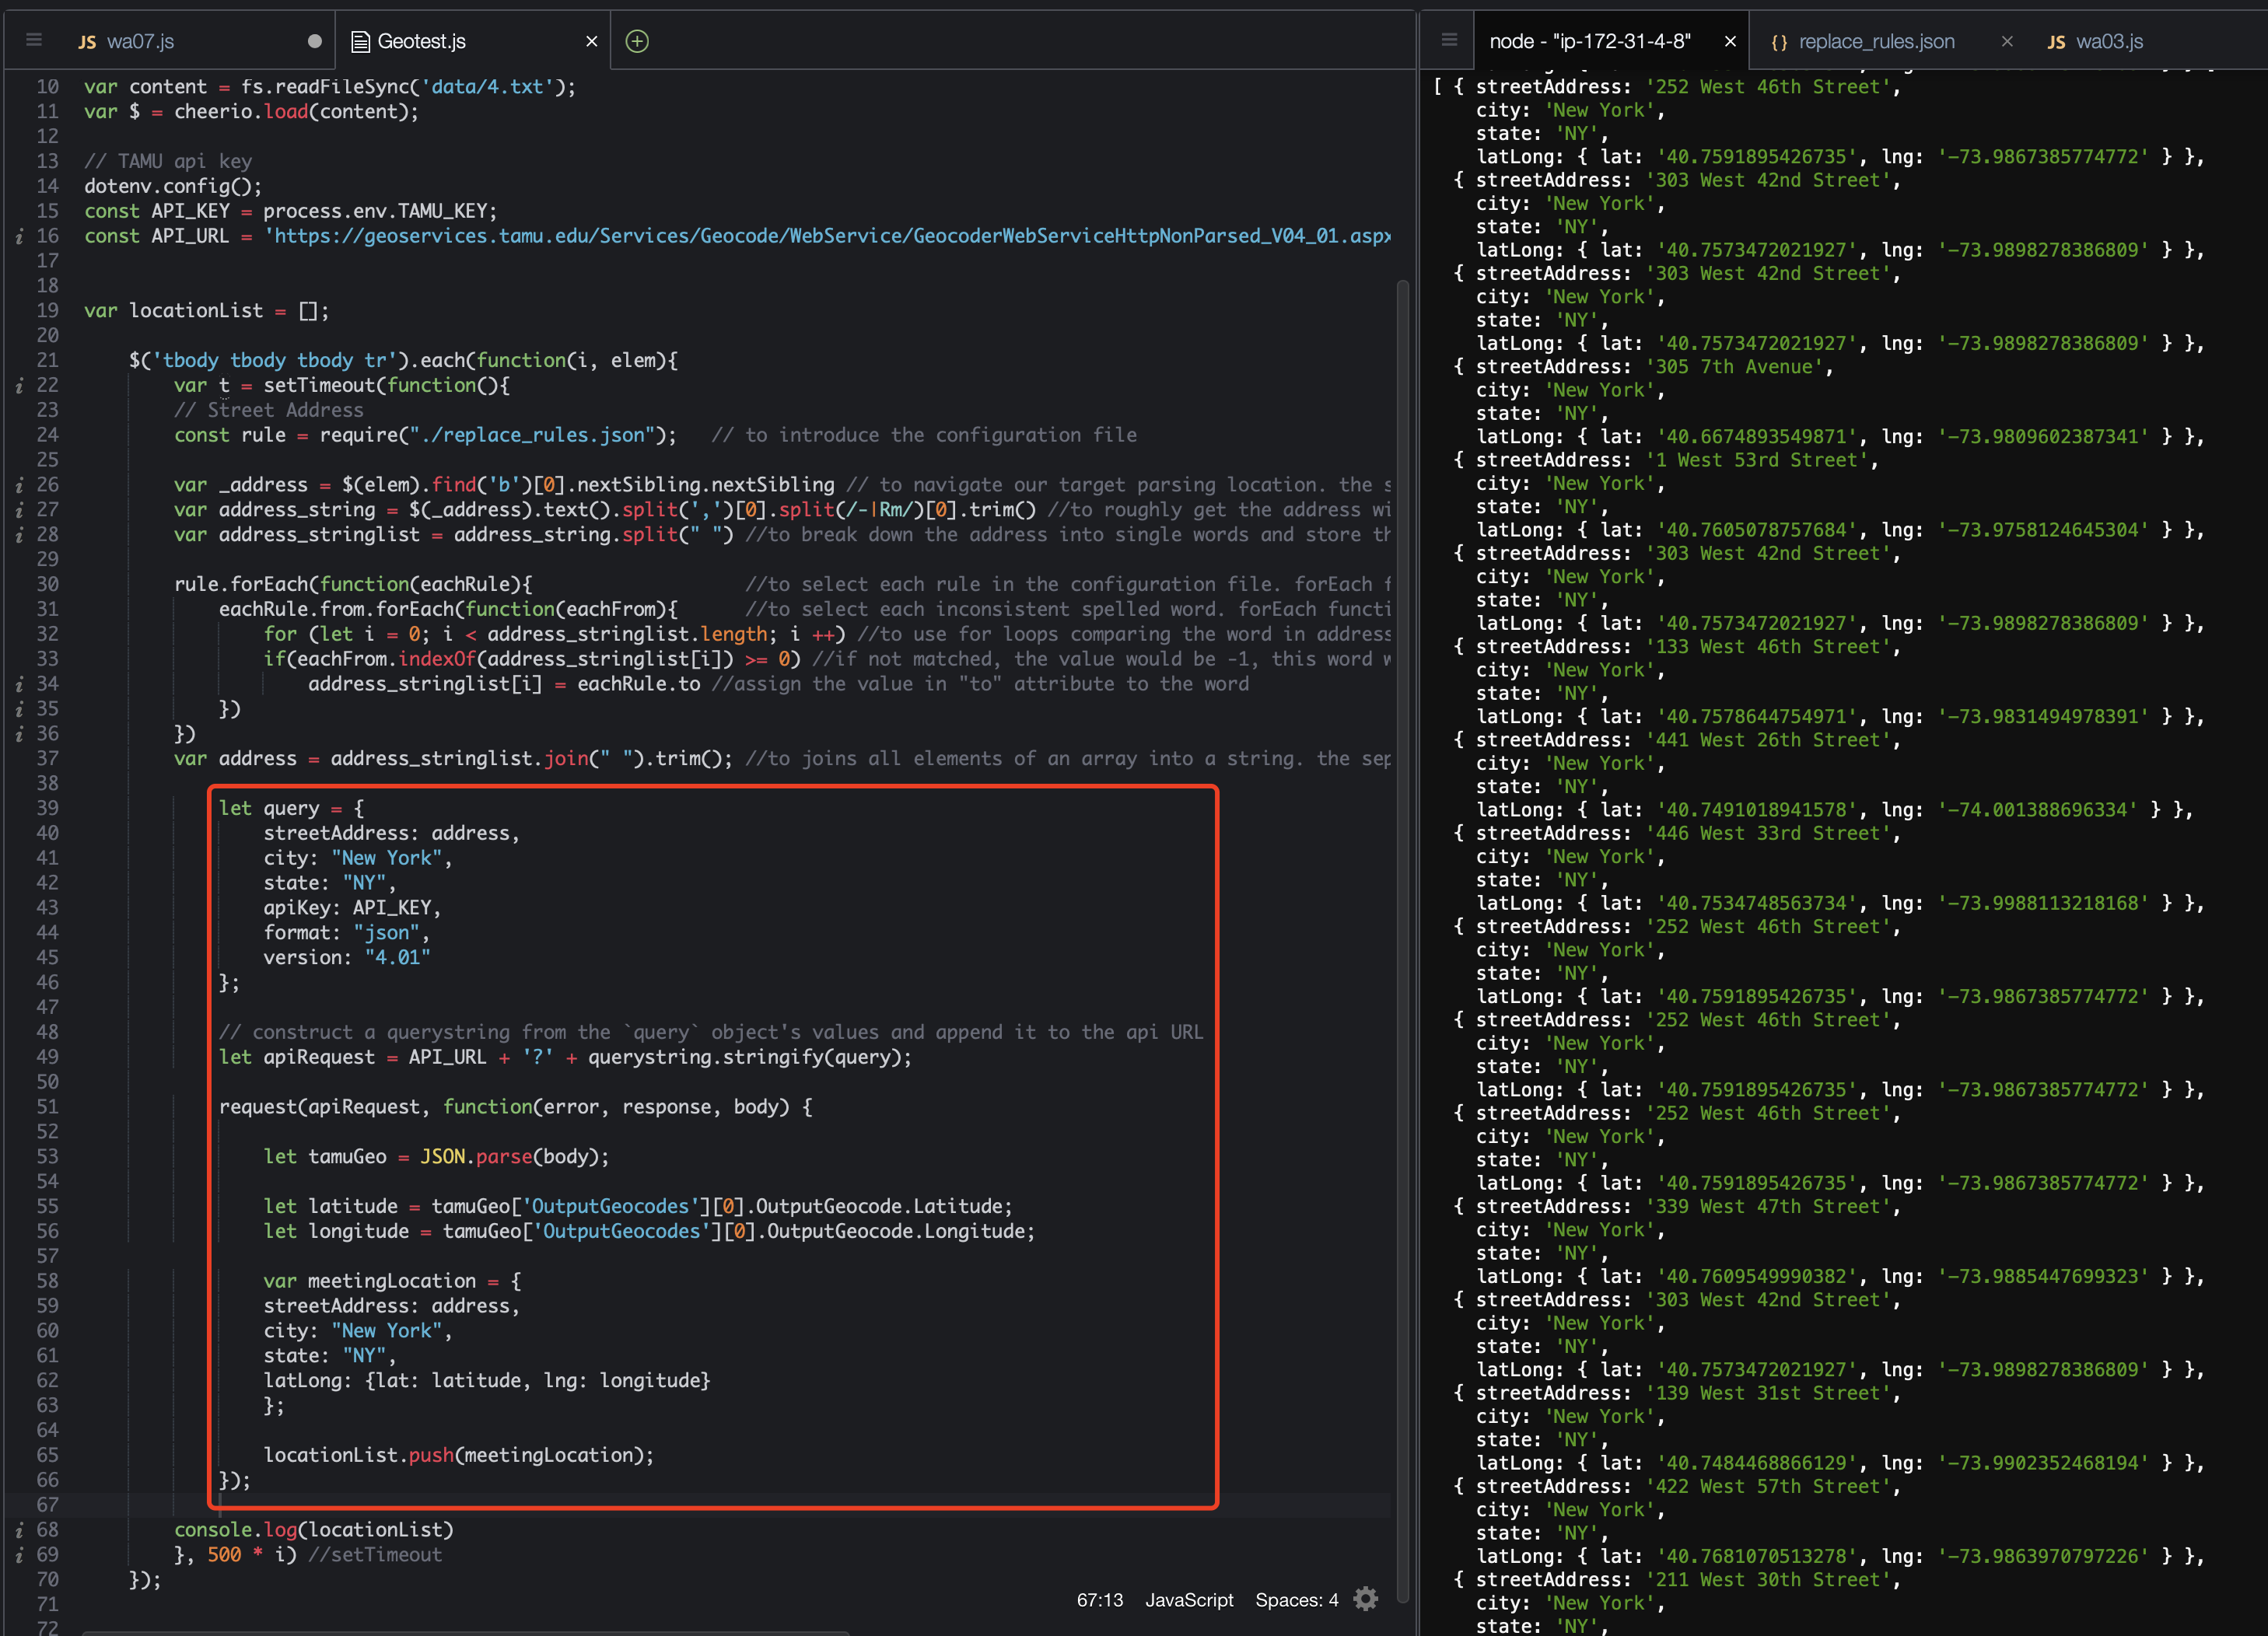 JS wa07.js
Geotest.js
10 var content = fs.readFileSync('data/4.txt');
11 var $ = cheerio.load(content);
12
13 // TAMU api key
14 dotenv.config();
15 const API_KEY = process.env.TAMU_KEY;
i 16 const API_URL = 'https://geoservices.tamu.edu/Services/Geocode/WebService/GeocoderWebServiceHttpNonParsed_V04_01.aspx
17
18
19 var locationList = [];
20
21 $('tbody tbody tbody tr').each(function(i, elem){
i 22 var t = setTimeout(function(){
23 // Street Address
24 const rule = require("./replace_rules.json"); // to introduce the configuration file
25
i 26 var _address = $(elem).find('b')[0].nextSibling.nextSibling // to navigate our target parsing location. the s
i 27 var address_string = $(_address).text().split(',')[0].split(/-|Rm/)[0].trim() //to roughly get the address wi
i 28 var address_stringlist = address_string.split(" ") //to break down the address into single words and store th
29
30 rule.forEach(function(eachRule){ //to select each rule in the configuration file. forEach f
31 eachRule.from.forEach(function(eachFrom){ //to select each inconsistent spelled word. forEach functi
32 for (let i = 0; i < address_stringlist.length; i ++) //to use for loops comparing the word in address
33 if(eachFrom.indexOf(address_stringlist[i]) >= 0) //if not matched, the value would be -1, this word w
i 34 address_stringlist[i] = eachRule.to //assign the value in "to" attribute to the word
i 35 })
i 36 })
37 var address = address_stringlist.join(" ").trim(); //to joins all elements of an array into a string. the sep
38
39 let query = {
40 streetAddress: address,
41 city: "New York",
42 state: "NY",
43 apiKey: API_KEY,
44 format: "json",
45 version: "4.01"
46 };
47
48 // construct a querystring from the `query` object's values and append it to the api URL
49 let apiRequest = API_URL + '?' + querystring.stringify(query);
50
51 request(apiRequest, function(error, response, body) {
52
53 let tamuGeo = JSON.parse(body);
54
55 let latitude = tamuGeo['OutputGeocodes'][0].OutputGeocode.Latitude;
56 let longitude = tamuGeo['OutputGeocodes'][0].OutputGeocode.Longitude;
57
58 var meetingLocation = {
59 streetAddress: address,
60 city: "New York",
61 state: "NY",
62 latLong: {lat: latitude, lng: longitude}
63 };
64
65 locationList.push(meetingLocation);
66 });
67
i 68 console.log(locationList)
i 69 }, 500 * i) //setTimeout
70 });
71
72
67:13 JavaScript Spaces: 4
node - "ip-172-31-4-8"
{} replace_rules.json
JS wa03.js
[ { streetAddress: '252 West 46th Street',
city: 'New York',
state: 'NY',
latLong: { lat: '40.7591895426735', lng: '-73.9867385774772' } },
{ streetAddress: '303 West 42nd Street',
city: 'New York',
state: 'NY',
latLong: { lat: '40.7573472021927', lng: '-73.9898278386809' } },
{ streetAddress: '303 West 42nd Street',
city: 'New York',
state: 'NY',
latLong: { lat: '40.7573472021927', lng: '-73.9898278386809' } },
{ streetAddress: '305 7th Avenue',
city: 'New York',
state: 'NY',
latLong: { lat: '40.6674893549871', lng: '-73.9809602387341' } },
{ streetAddress: '1 West 53rd Street',
city: 'New York',
state: 'NY',
latLong: { lat: '40.7605078757684', lng: '-73.9758124645304' } },
{ streetAddress: '303 West 42nd Street',
city: 'New York',
state: 'NY',
latLong: { lat: '40.7573472021927', lng: '-73.9898278386809' } },
{ streetAddress: '133 West 46th Street',
city: 'New York',
state: 'NY',
latLong: { lat: '40.7578644754971', lng: '-73.9831494978391' } },
{ streetAddress: '441 West 26th Street',
city: 'New York',
state: 'NY',
latLong: { lat: '40.7491018941578', lng: '-74.001388696334' } },
{ streetAddress: '446 West 33rd Street',
city: 'New York',
state: 'NY',
latLong: { lat: '40.7534748563734', lng: '-73.9988113218168' } },
{ streetAddress: '252 West 46th Street',
city: 'New York',
state: 'NY',
latLong: { lat: '40.7591895426735', lng: '-73.9867385774772' } },
{ streetAddress: '252 West 46th Street',
city: 'New York',
state: 'NY',
latLong: { lat: '40.7591895426735', lng: '-73.9867385774772' } },
{ streetAddress: '252 West 46th Street',
city: 'New York',
state: 'NY',
latLong: { lat: '40.7591895426735', lng: '-73.9867385774772' } },
{ streetAddress: '339 West 47th Street',
city: 'New York',
state: 'NY',
latLong: { lat: '40.7609549990382', lng: '-73.9885447699323' } },
{ streetAddress: '303 West 42nd Street',
city: 'New York',
state: 'NY',
latLong: { lat: '40.7573472021927', lng: '-73.9898278386809' } },
{ streetAddress: '139 West 31st Street',
city: 'New York',
state: 'NY',
latLong: { lat: '40.7484468866129', lng: '-73.9902352468194' } },
{ streetAddress: '422 West 57th Street',
city: 'New York',
state: 'NY',
latLong: { lat: '40.7681070513278', lng: '-73.9863970797226' } },
{ streetAddress: '211 West 30th Street',
city: 'New York',
state: 'NY',